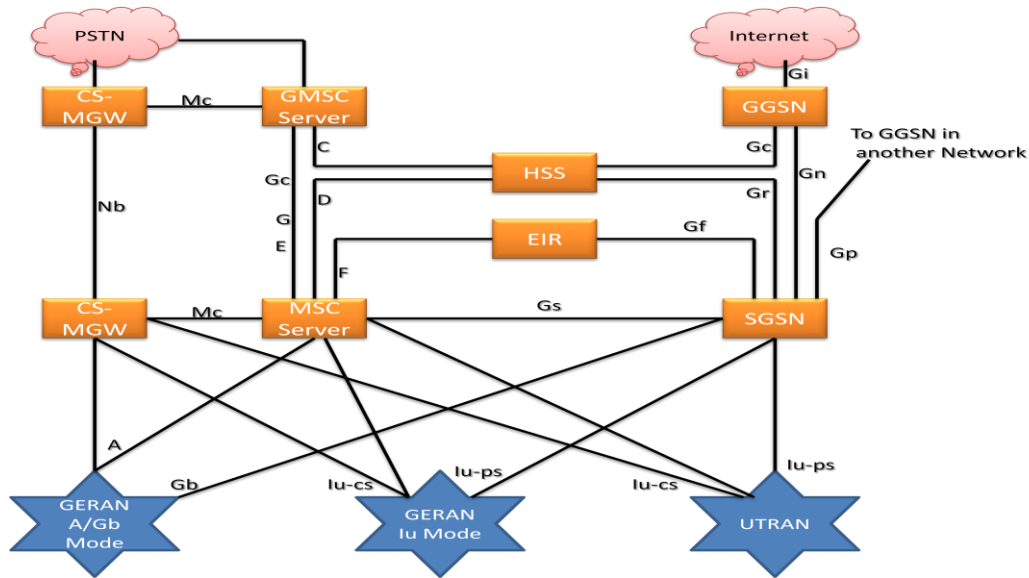 PSTN
Internet
Gi
CS-
MGW
Mc
GMSC
Server
GGSN
To GGSN in
another Network
C
Gc
HSS
Gc
Gn
D
Gr
Nb
G
E
EIR
Gf
Gp
F
CS-
MGW
Mc
MSC
Server
Gs
SGSN
A
Gb
Iu-cs
Iu-ps
Iu-cs
Iu-ps
GERAN
A/Gb
Mode
GERAN
Iu Mode
UTRAN